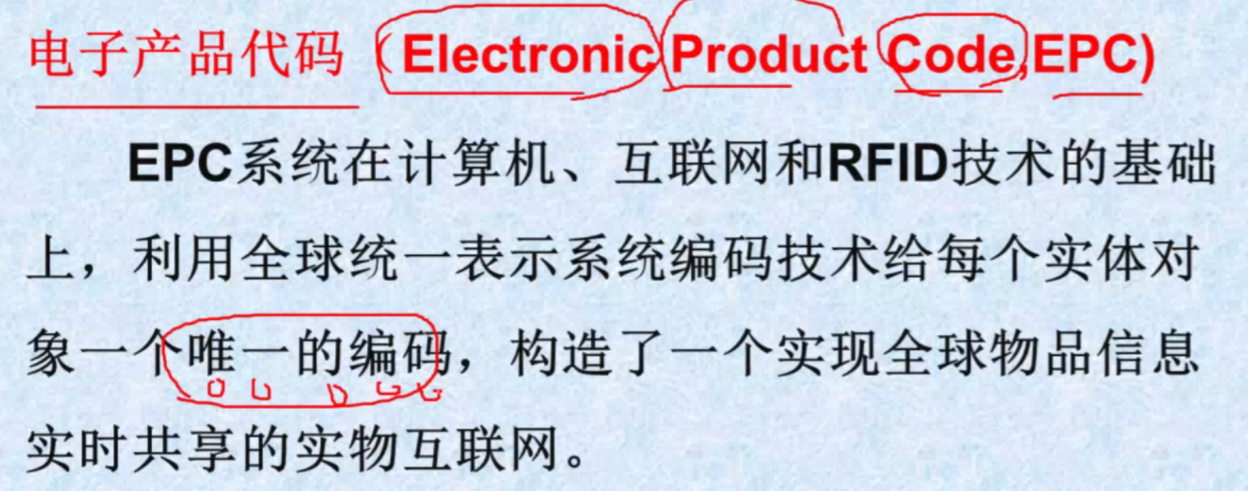 电子产品代码 (Electronic Product Code,EPC)
EPC系统在计算机、互联网和RFID技术的基础
上，利用全球统一表示系统编码技术给每个实体对
象一个唯一的编码，构造了一个实现全球物品信息
实时共享的实物互联网。